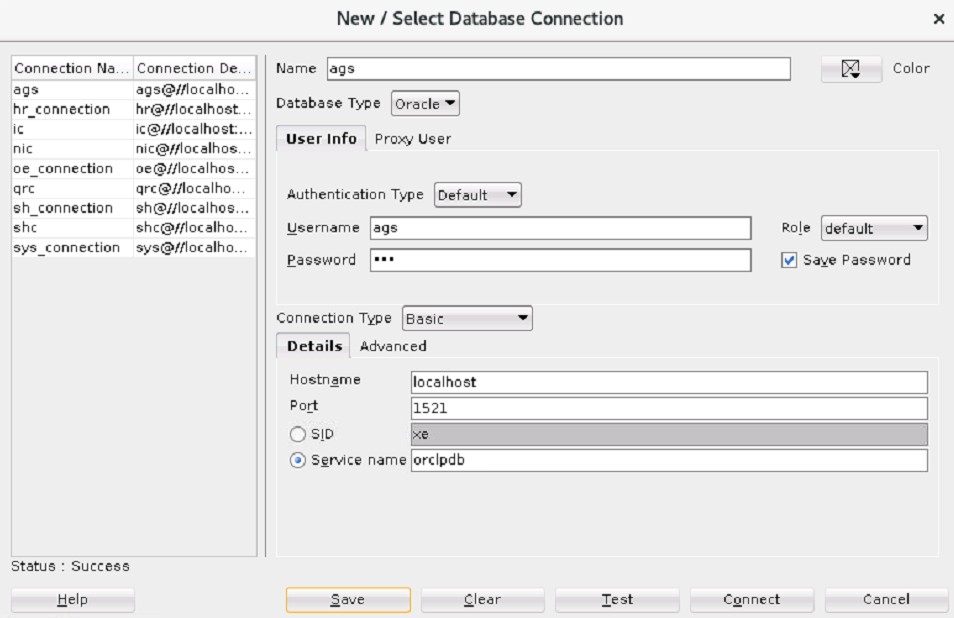 New / Select Database Connection
×
Connection Na... Connection De...
ags ags@//localho...
hr_connection hr@//localhost...
ic ic@//localhost:...
nic nic@//localhos...
oe_connection oe@//localhos...
qrc qrc@//localho...
sh_connection sh@//localhos...
shc shc@//localho...
sys_connection sys@//localho...
Name ags Color
Database Type Oracle
User Info Proxy User
Authentication Type Default
Username ags Role default
Password ••• Save Password
Connection Type Basic
Details Advanced
Hostname localhost
Port 1521
SID xe
Service name orclpdb
Status : Success
Help Save Clear Test Connect Cancel